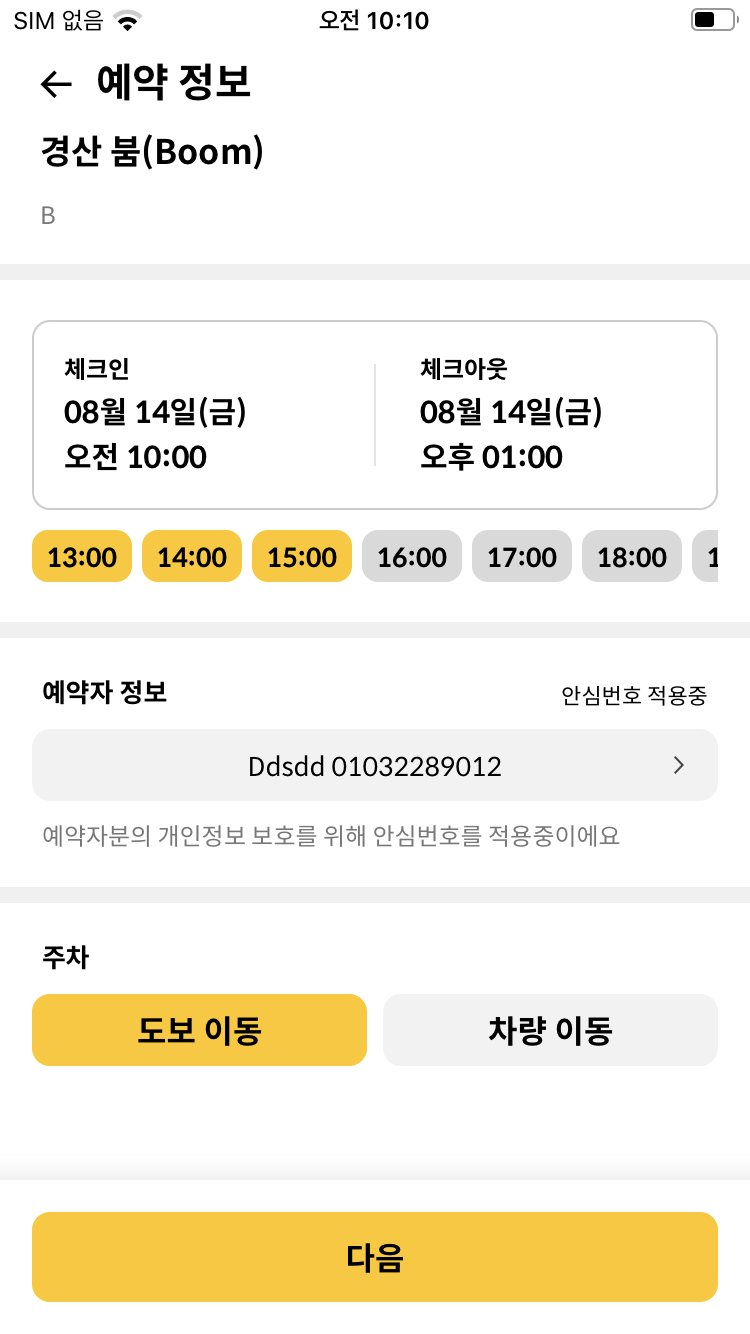 SIM 없음 오전 10:10
예약 정보
경산 붐(Boom)
B
체크인
08월 14일(금)
오전 10:00
체크아웃
08월 14일(금)
오후 01:00
13:00 14:00 15:00 16:00 17:00 18:00 1
예약자 정보 안심번호 적용중
Ddsdd 01032289012
예약자분의 개인정보 보호를 위해 안심번호를 적용중이에요
주차
도보 이동 차량 이동
다음